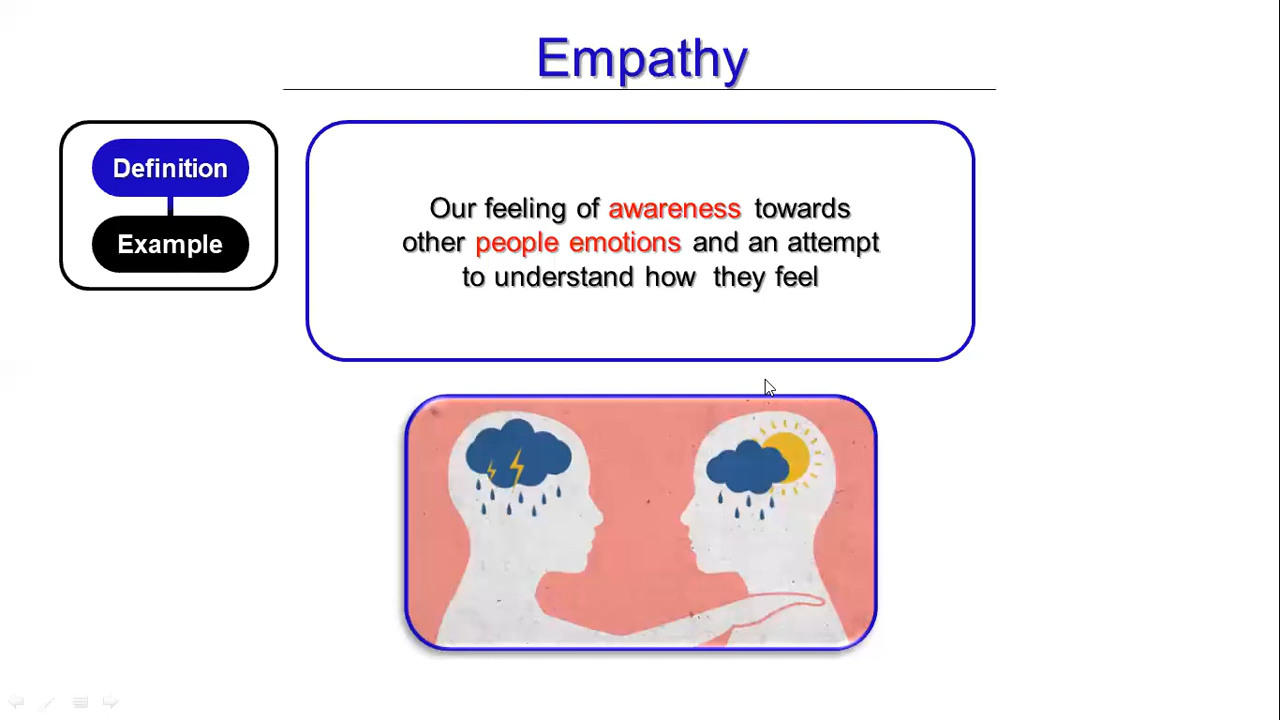 Empathy
Definition
Example
Our feeling of awareness towards
other people emotions and an attempt
to understand how they feel